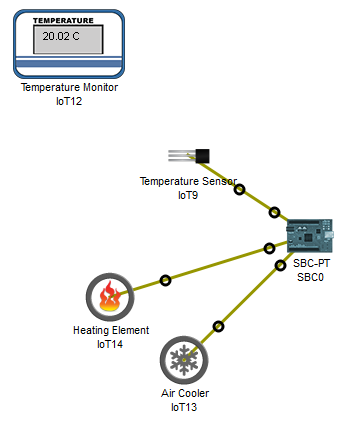 TEMPERATURE
20.02 C
Temperature Monitor
IoT12
Temperature Sensor
IoT9
SBC-PT
SBC0
Heating Element
IoT14
Air Cooler
IoT13